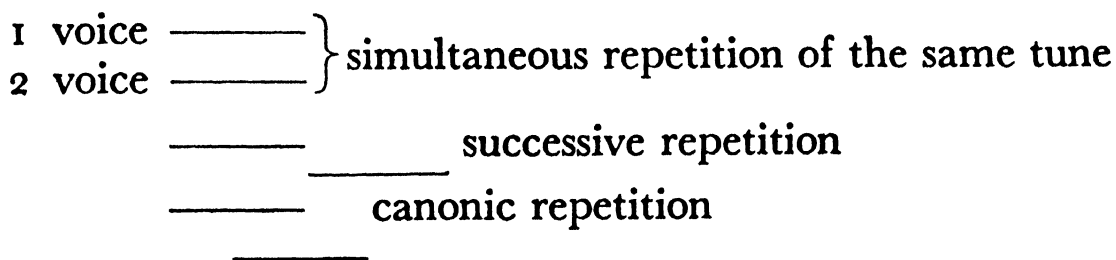 1 voice
simultaneous repetition of the same tune
2 voice
successive repetition
canonic repetition